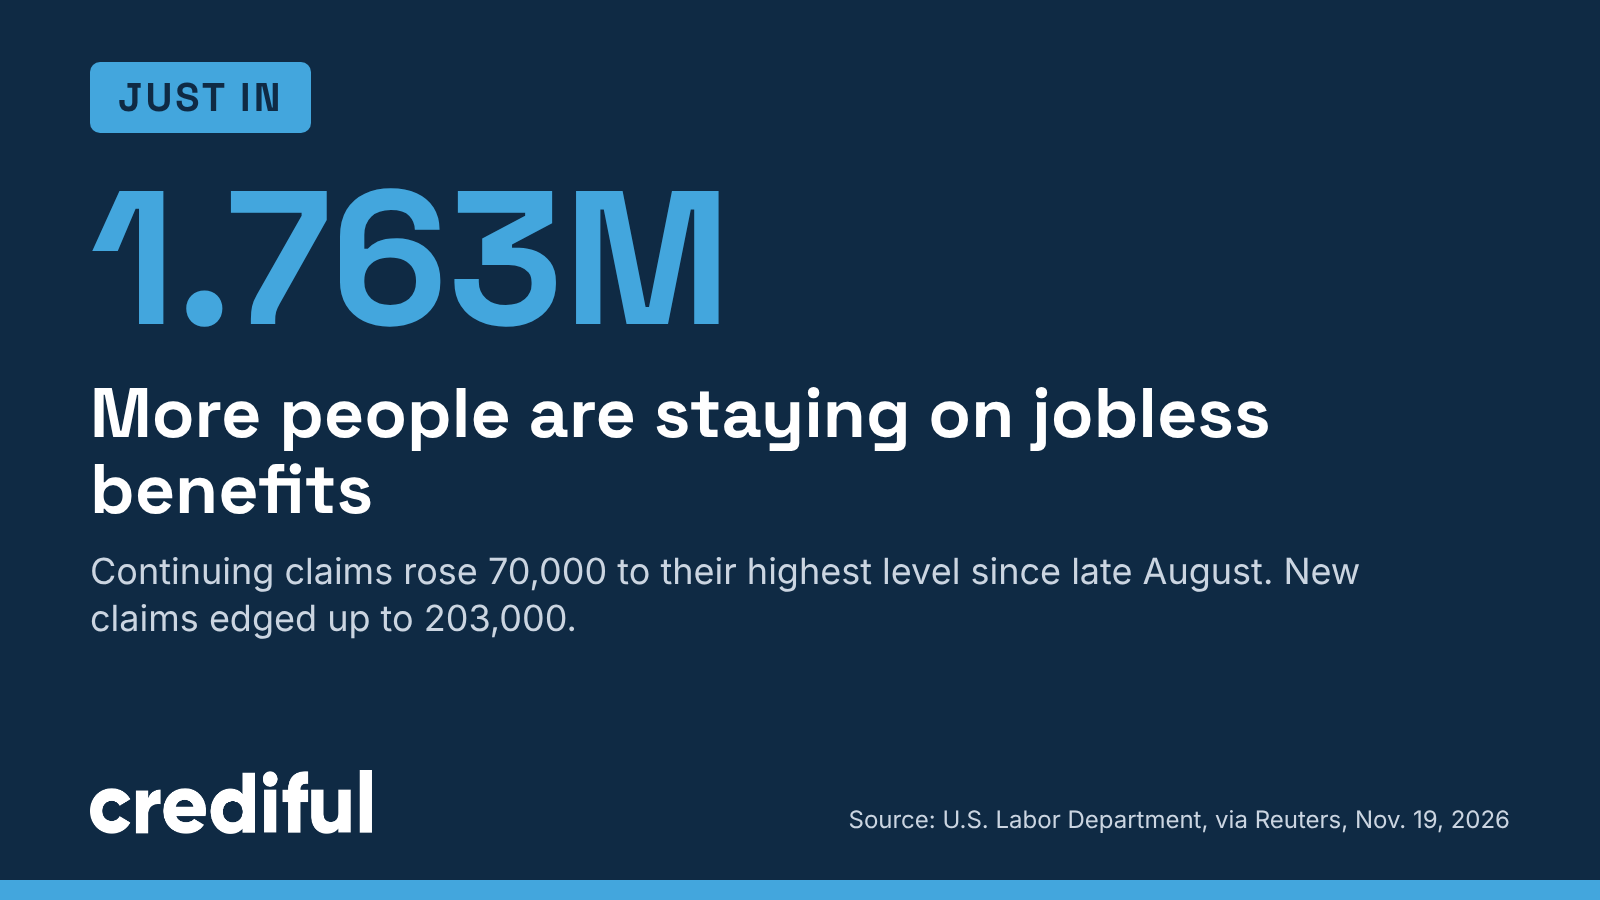 JUST IN
1.763M
More people are staying on jobless
benefits
Continuing claims rose 70,000 to their highest level since late August. New
claims edged up to 203,000.
crediful
Source: U.S. Labor Department, via Reuters, Nov. 19, 2026